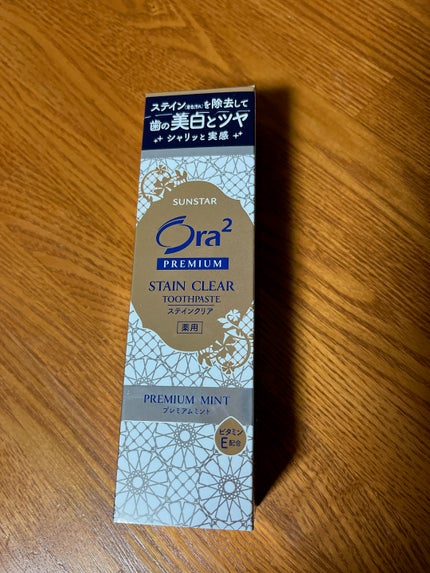 ステイン(着色汚れ)を除去して
歯の美白とツヤ
シャリッと実感
SUNSTAR
Ora²
PREMIUM
STAIN CLEAR
TOOTHPASTE
ステインクリア
薬用
PREMIUM MINT
プレミアムミント
ビタミン
E配合